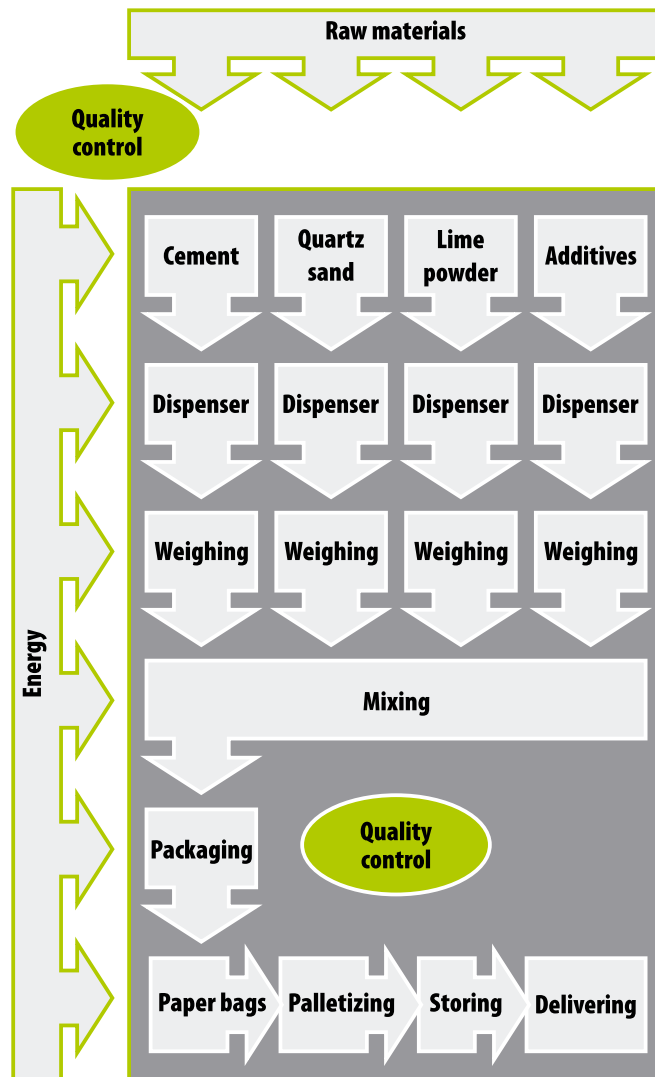 Raw materials
Quality
control
Cement
Quartz
sand
Lime
powder
Additives
Dispenser
Dispenser
Dispenser
Dispenser
Weighing
Weighing
Weighing
Weighing
Energy
Mixing
Packaging
Quality
control
Paper bags
Palletizing
Storing
Delivering